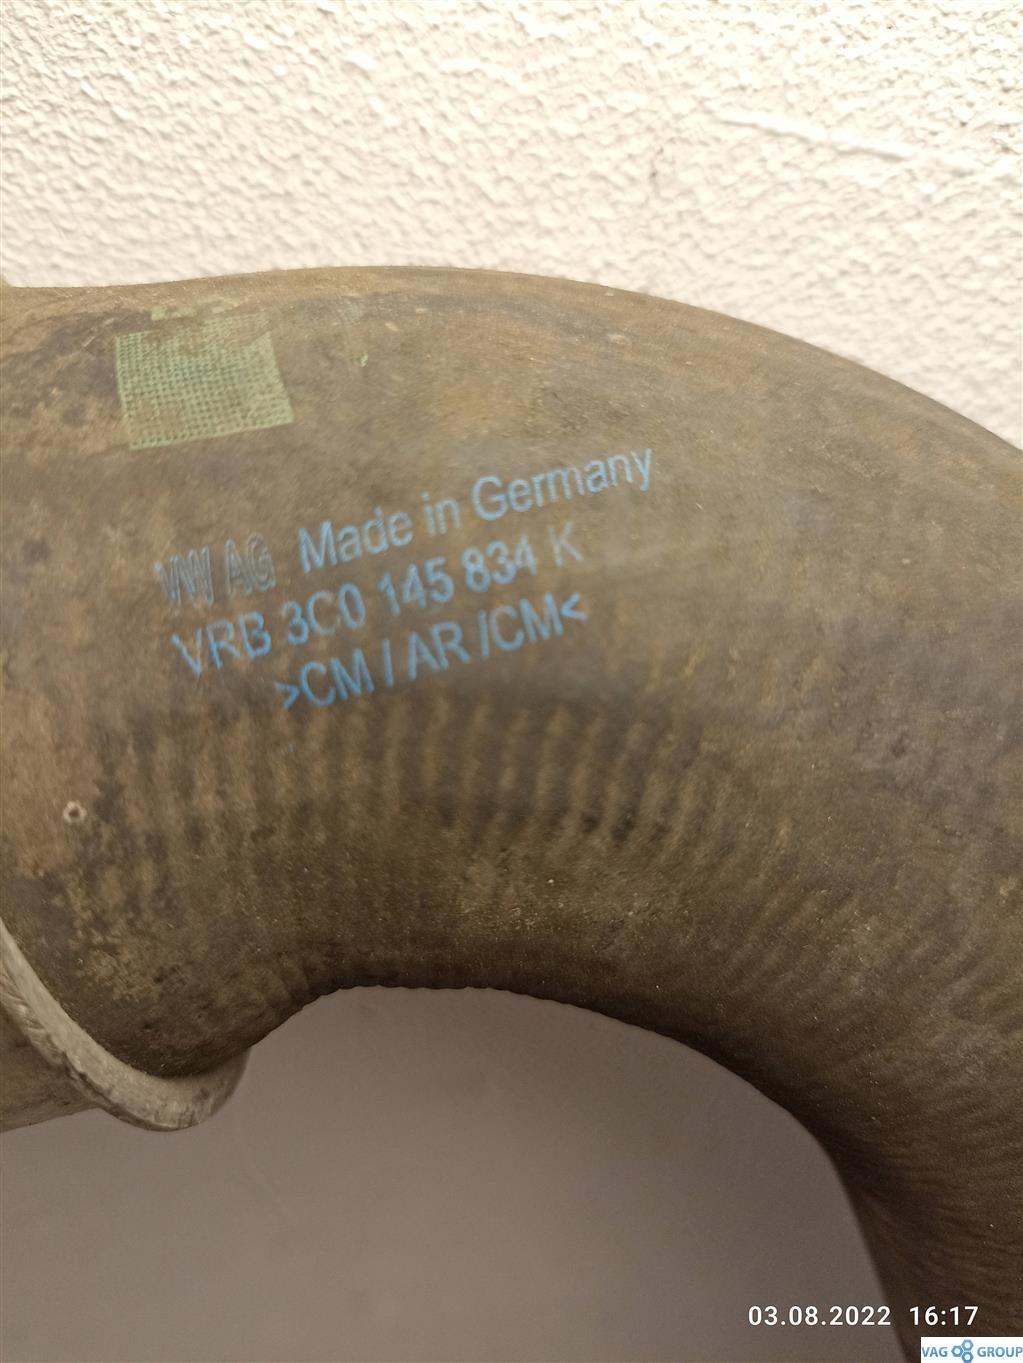 VW AG Made in Germany
VRB 3C0 145 834 K
>CM / AR /CM<
03.08.2022 16:17
VAG GROUP